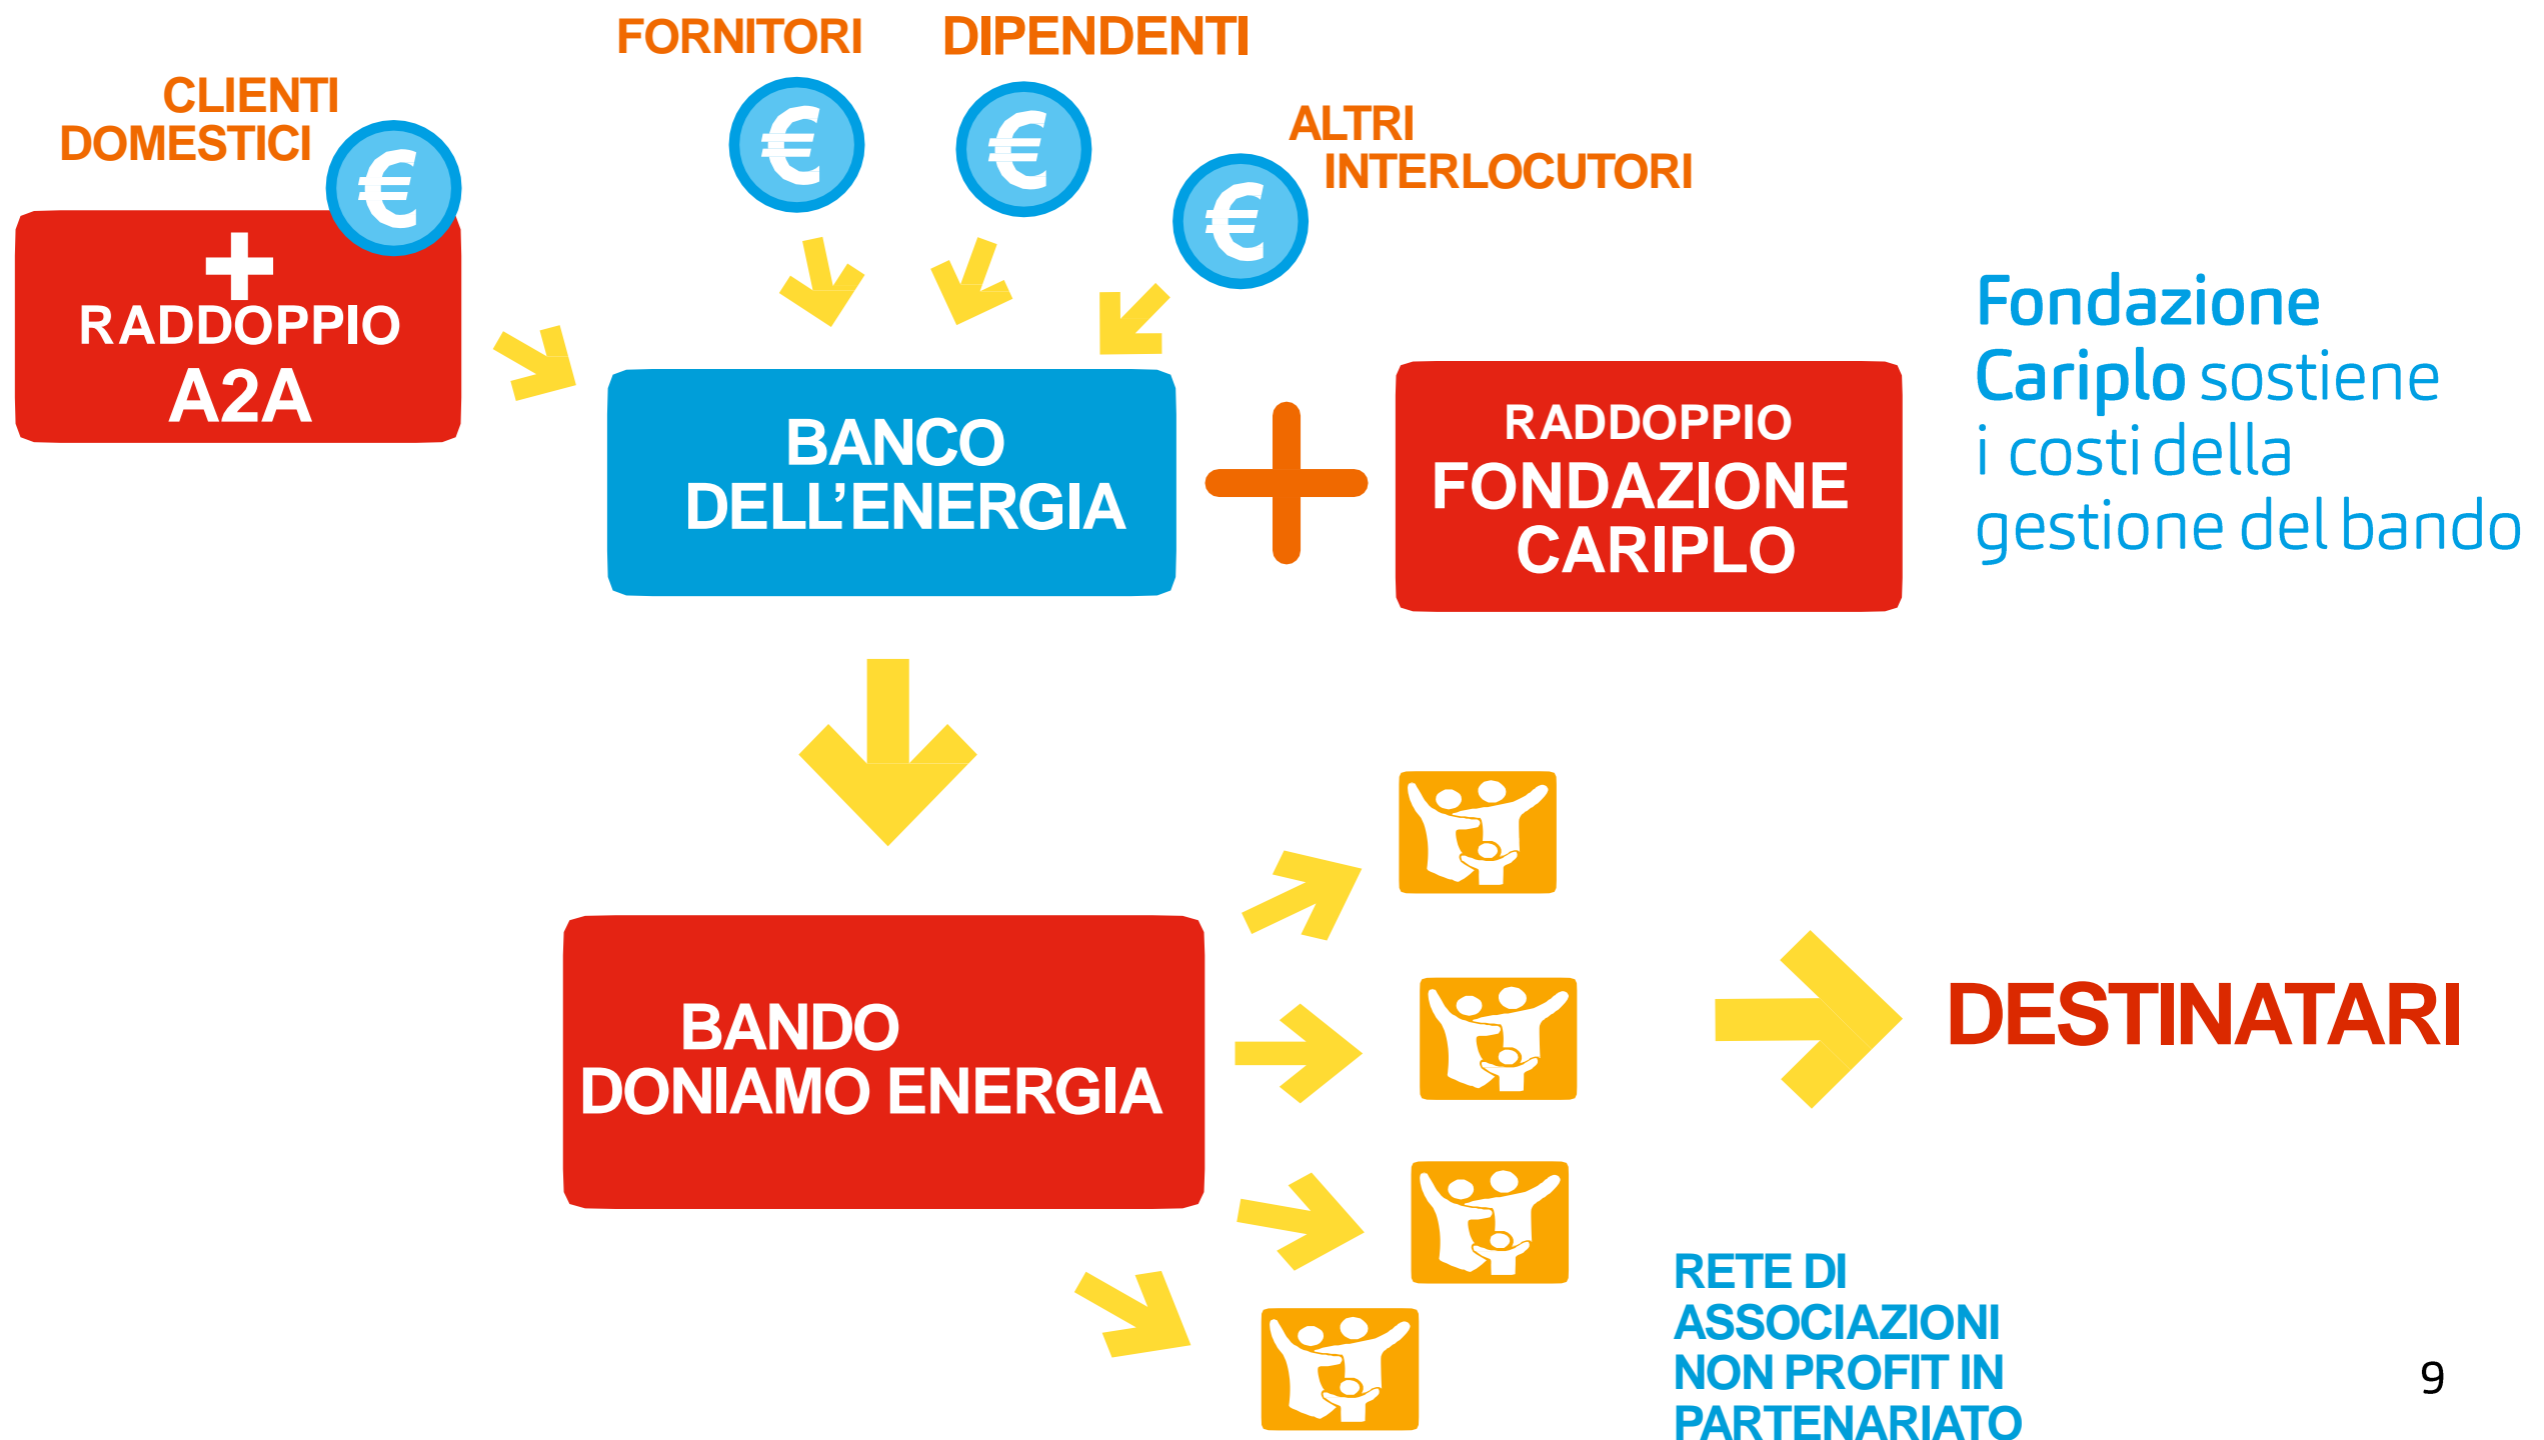 FORNITORI
DIPENDENTI
CLIENTI
DOMESTICI
€
€
€
€
ALTRI
INTERLOCUTORI
+
RADDOPPIO
A2A
BANCO
DELL’ENERGIA
RADDOPPIO
FONDAZIONE
CARIPLO
Fondazione
Cariplo sostiene
i costi della
gestione del bando
BANDO
DONIAMO ENERGIA
DESTINATARI
RETE DI
ASSOCIAZIONI
NON PROFIT IN
PARTENARIATO
9